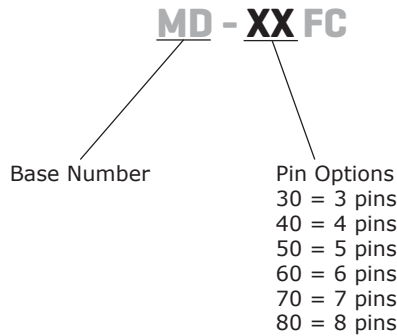 MD - XX FC
Base Number
Pin Options
30 = 3 pins
40 = 4 pins
50 = 5 pins
60 = 6 pins
70 = 7 pins
80 = 8 pins